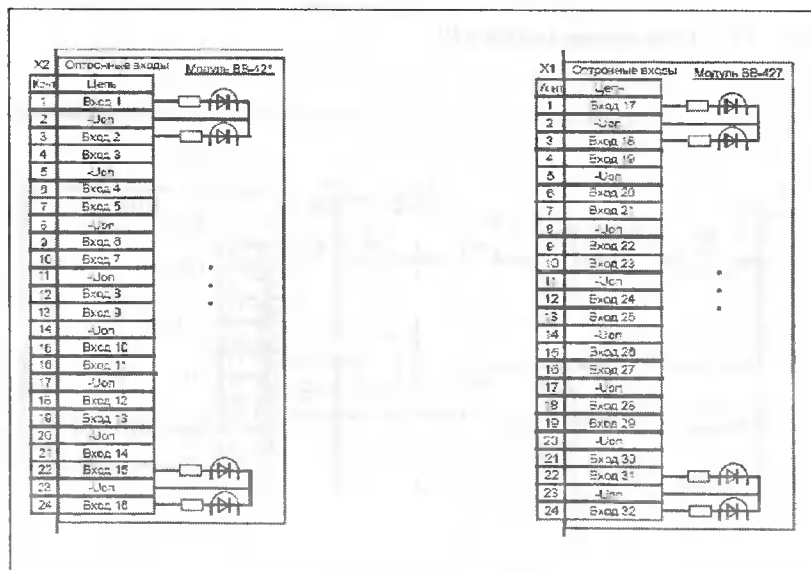 X2 Оптронные входы Модуль ВВ-421
Конт Цепь
1 Вход 1
2 -Uоп
3 Вход 2
4 Вход 3
5 -Uоп
6 Вход 4
7 Вход 5
8 -Uоп
9 Вход 6
10 Вход 7
11 -Uоп
12 Вход 8
13 Вход 9
14 -Uоп
15 Вход 10
16 Вход 11
17 -Uоп
18 Вход 12
19 Вход 13
20 -Uоп
21 Вход 14
22 Вход 15
23 -Uоп
24 Вход 16
X1 Оптронные входы Модуль ВВ-427
Цепь
1 Вход 17
2 -Uоп
3 Вход 18
4 Вход 19
5 -Uоп
6 Вход 20
7 Вход 21
8 -Uоп
9 Вход 22
10 Вход 23
11 -Uоп
12 Вход 24
13 Вход 25
14 -Uоп
15 Вход 26
16 Вход 27
17 -Uоп
18 Вход 28
19 Вход 29
20 -Uоп
21 Вход 30
22 Вход 31
23 -Uоп
24 Вход 32